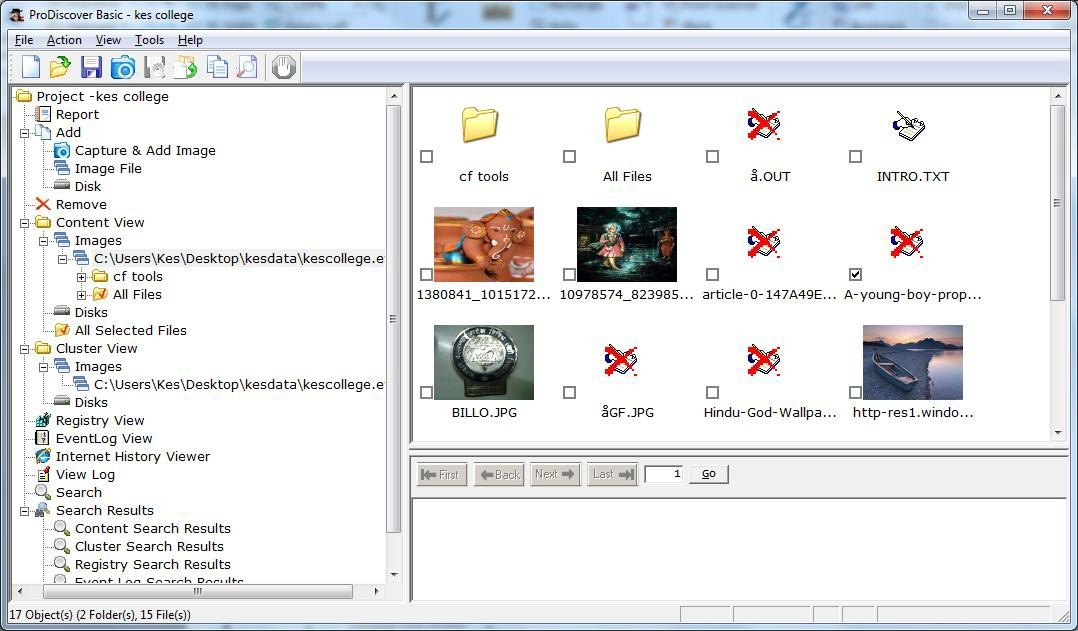 ProDiscover Basic - kes college
File Action View Tools Help
Project -kes college
Report
Add
Capture & Add Image
Image File
Disk
Remove
Content View
Images
C:\Users\Kes\Desktop\kesdata\kescollege.e
cf tools
All Files
Disks
All Selected Files
Cluster View
Images
C:\Users\Kes\Desktop\kesdata\kescollege.e
Disks
Registry View
EventLog View
Internet History Viewer
View Log
Search
Search Results
Content Search Results
Cluster Search Results
Registry Search Results
Event Log Search Results
cf tools All Files å.OUT INTRO.TXT
1380841_1015172... 10978574_823985... article-0-147A49E... A-young-boy-prop...
BILLO.JPG åGF.JPG Hindu-God-Wallpa... http-res1.windo...
First Back Next Last 1 Go
17 Object(s) (2 Folder(s), 15 File(s))